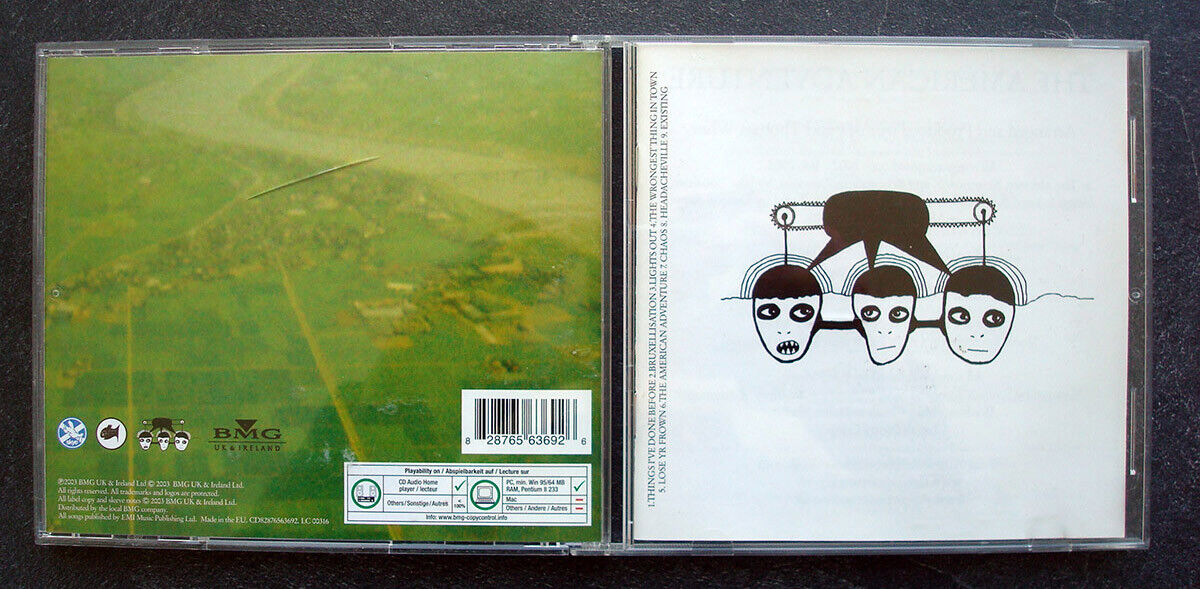 1.THINGS I'VE DONE BEFORE 2.BRUXELLISATION 3.LIGHTS OUT 4.THE WRONGEST THING IN TOWN
5. LOSE YR FROWN 6.THE AMERICAN ADVENTURE 7. CHAOS 8. HEADACHEVILLE 9. EXISTING
BMG
UK & IRELAND
8 28765 63692 6
℗2003 BMG UK & Ireland Ltd © 2003 BMG UK & Ireland Ltd.
All rights reserved. All trademarks and logos are protected.
All label copy and sleeve notes © 2003 BMG UK & Ireland Ltd.
Distributed by the local BMG company.
All songs published by EMI Music Publishing Ltd. Made in the EU. CD82876563692. LC 00316
Playability on / Abspielbarkeit auf / Lecture sur
CD Audio Home
player / lecteur
Others/Sonstige/Autres
< 100%
PC, min. Win 95/64 MB
RAM, Pentium II 233
Mac
Others / Andere / Autres
Info: www.bmg-copycontrol.info